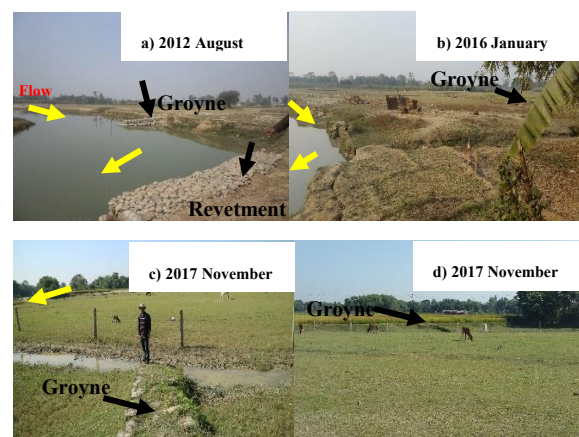 a) 2012 August
b) 2016 January
Flow
Groyne
Groyne
Revetment
c) 2017 November
d) 2017 November
Groyne
Groyne